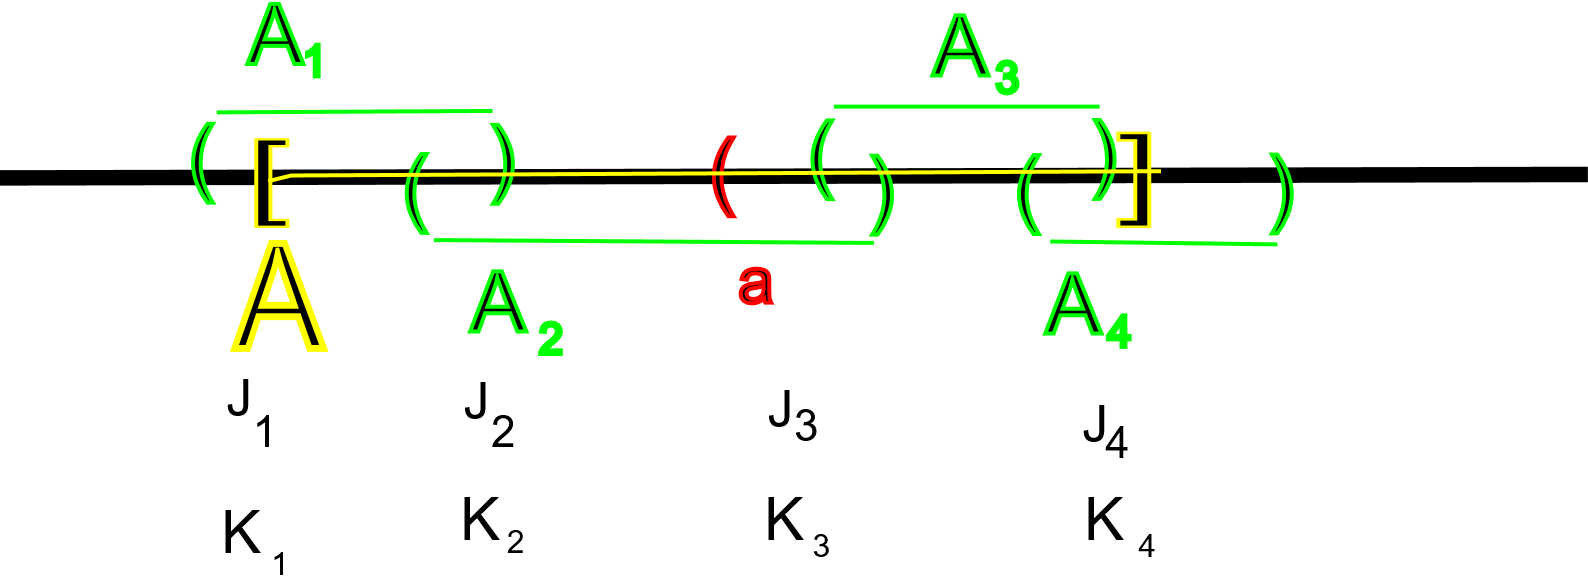 A₁ A₃
( [ ( ) ( ( ) ) ( ] )
A A₂ a A₄
J₁ J₂ J₃ J₄
K₁ K₂ K₃ K₄